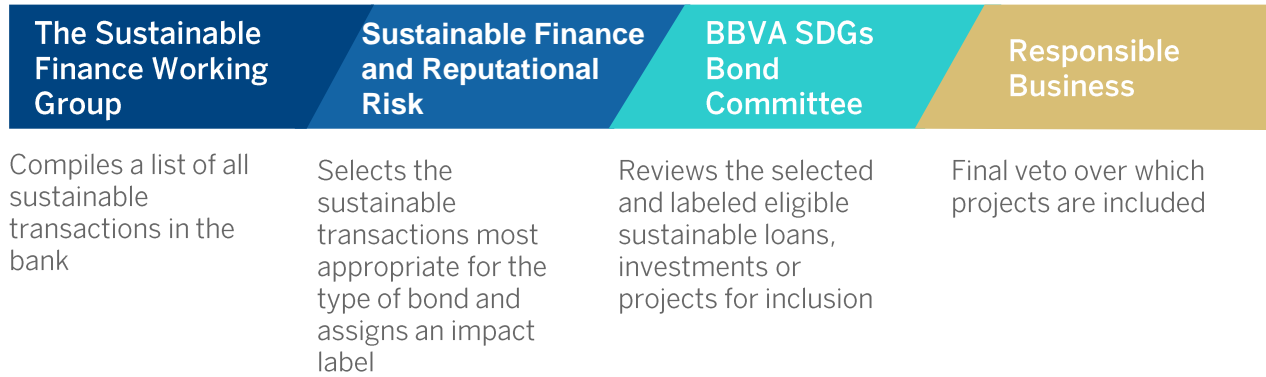 The Sustainable
Finance Working
Group
Sustainable Finance
and Reputational
Risk
BBVA SDGs
Bond
Committee
Responsible
Business
Compiles a list of all
sustainable
transactions in the
bank
Selects the
sustainable
transactions most
appropriate for the
type of bond and
assigns an impact
label
Reviews the selected
and labeled eligible
sustainable loans,
investments or
projects for inclusion
Final veto over which
projects are included